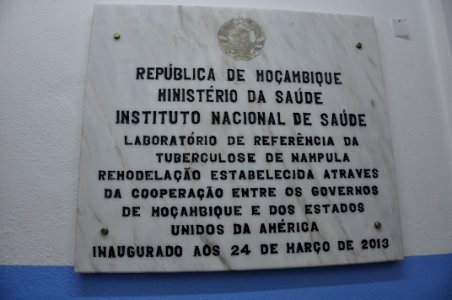 REPÚBLICA DE MOÇAMBIQUE
MINISTÉRIO DA SAÚDE
INSTITUTO NACIONAL DE SAÚDE
LABORATÓRIO DE REFERÊNCIA DA
TUBERCULOSE DE NAMPULA
REMODELAÇÃO ESTABELECIDA ATRAVES
DA COOPERAÇÃO ENTRE OS GOVERNOS
DE MOÇAMBIQUE E DOS ESTADOS
UNIDOS DA AMÉRICA
INAUGURADO AOS 24 DE MARÇO DE 2013